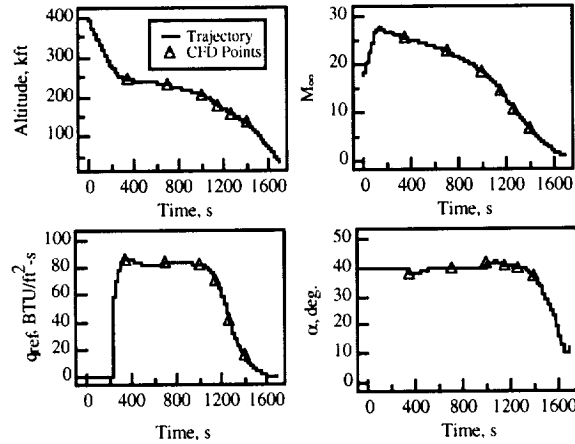 400
300
200
100
Altitude, kft
Trajectory
CFD Points
0 400 800 1200 1600
Time, s
30
20
10
0
M∞
0 400 800 1200 1600
Time, s
100
80
60
40
20
0
qref, BTU/ft²-s
0 400 800 1200 1600
Time, s
50
40
30
20
10
0
α, deg.
0 400 800 1200 1600
Time, s